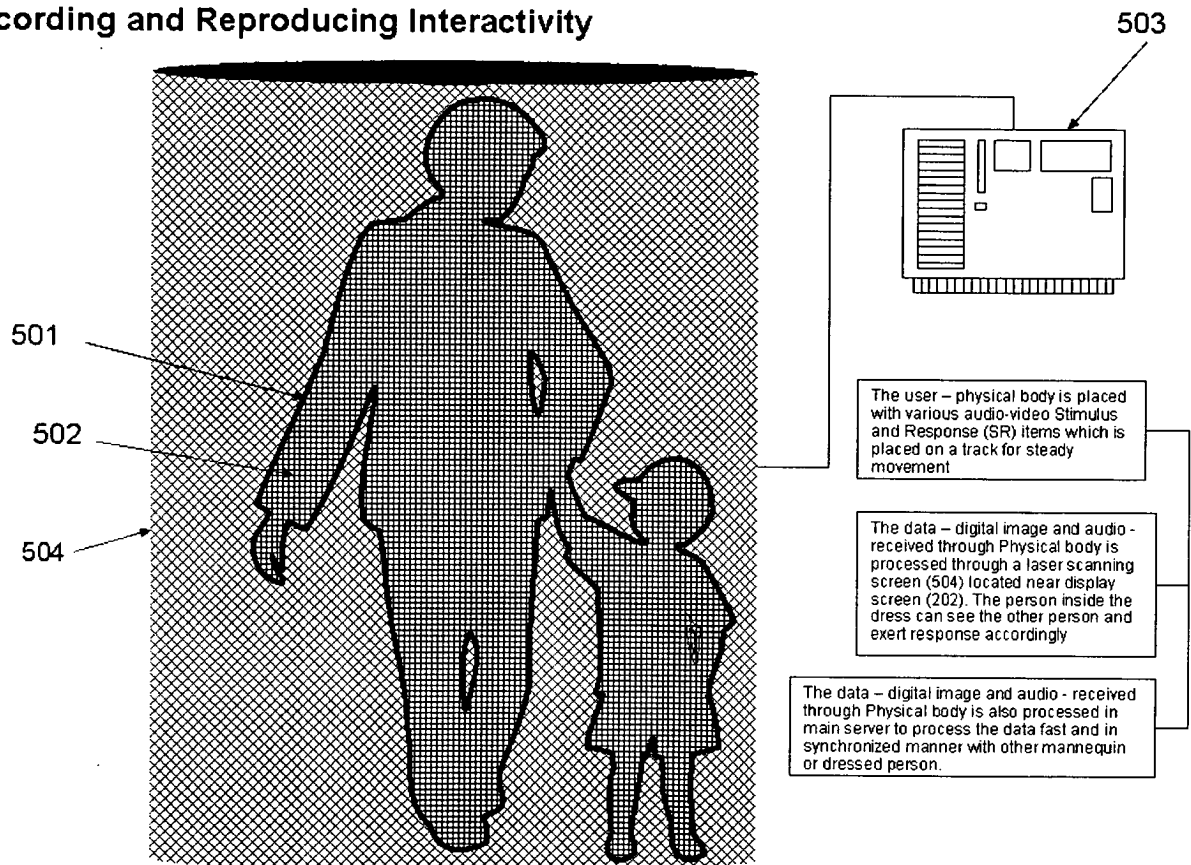 cording and Reproducing Interactivity
503
501
502
504
The user – physical body is placed
with various audio-video Stimulus
and Response (SR) items which is
placed on a track for steady
movement
The data – digital image and audio -
received through Physical body is
processed through a laser scanning
screen (504) located near display
screen (202). The person inside the
dress can see the other person and
exert response accordingly
The data – digital image and audio - received
through Physical body is also processed in
main server to process the data fast and in
synchronized manner with other mannequin
or dressed person.